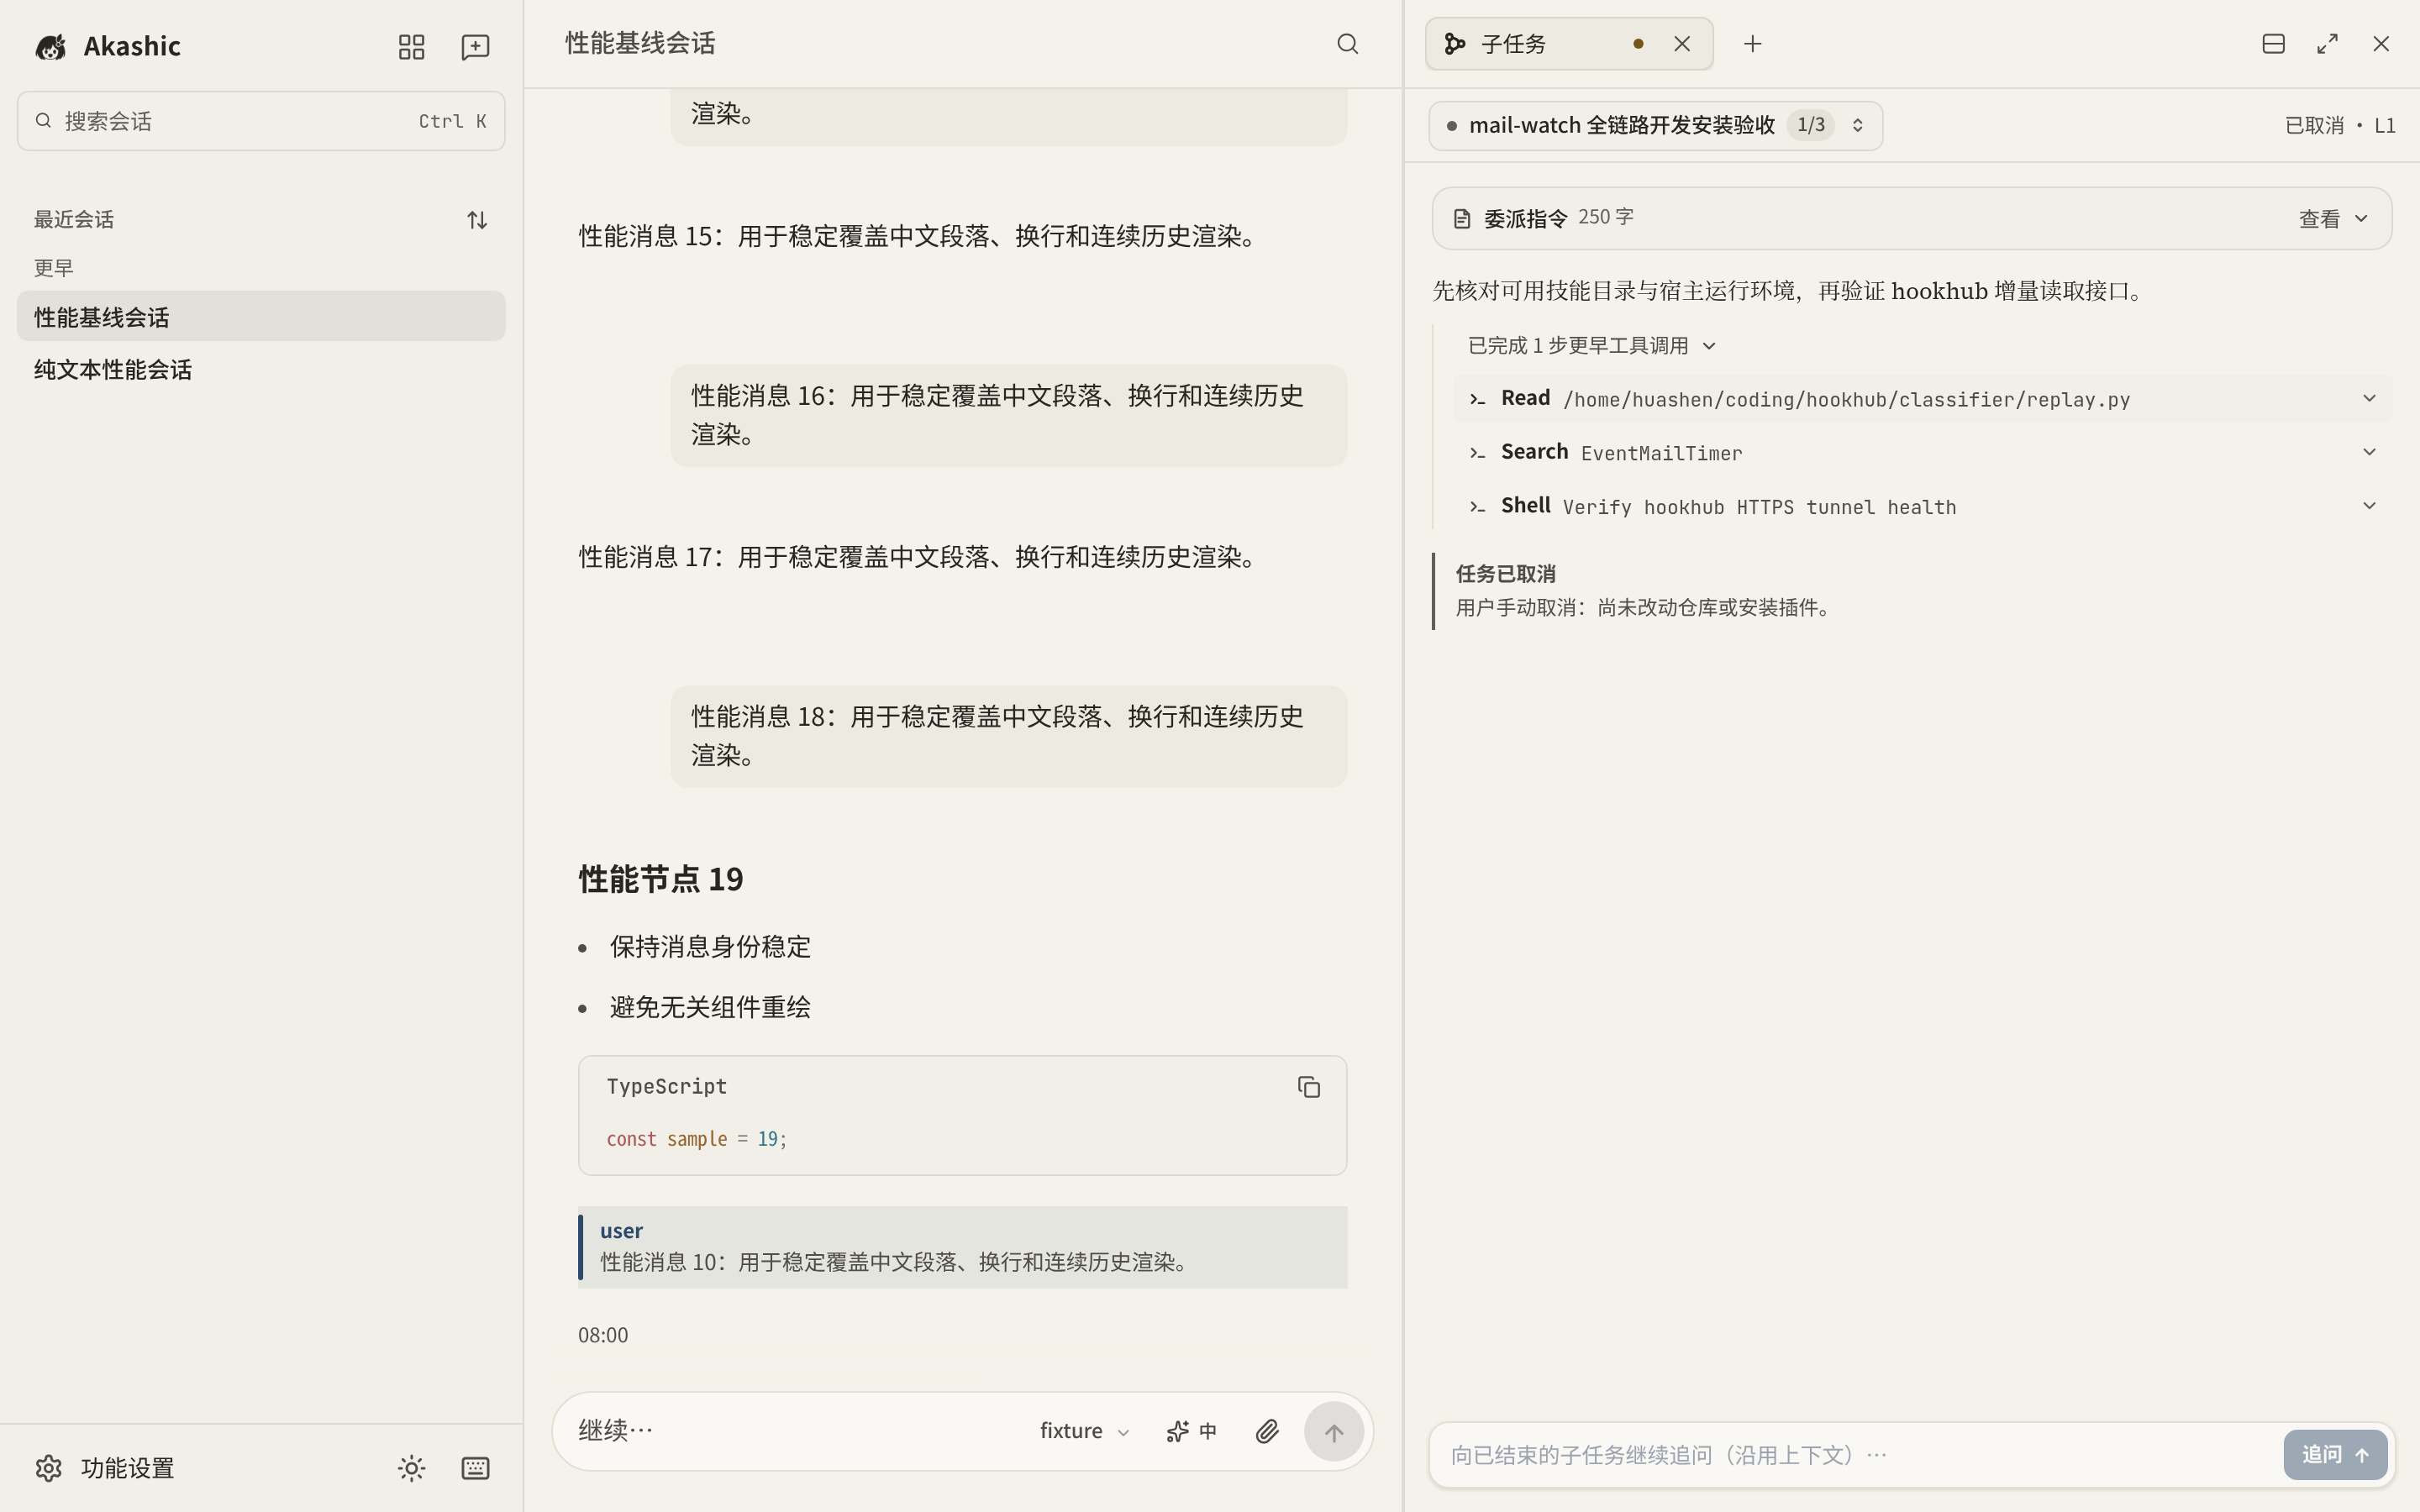 Akashic
搜索会话
Ctrl K
最近会话
更早
性能基线会话
纯文本性能会话
功能设置
性能基线会话
渲染。
性能消息 15：用于稳定覆盖中文段落、换行和连续历史渲染。
性能消息 16：用于稳定覆盖中文段落、换行和连续历史
渲染。
性能消息 17：用于稳定覆盖中文段落、换行和连续历史渲染。
性能消息 18：用于稳定覆盖中文段落、换行和连续历史
渲染。
性能节点 19
• 保持消息身份稳定
• 避免无关组件重绘
TypeScript
const sample = 19;
user
性能消息 10：用于稳定覆盖中文段落、换行和连续历史渲染。
08:00
继续…
fixture
中
子任务
mail-watch 全链路开发安装验收 1/3
已取消 · L1
委派指令 250 字
查看
先核对可用技能目录与宿主运行环境，再验证 hookhub 增量读取接口。
已完成 1 步更早工具调用
Read /home/huashen/coding/hookhub/classifier/replay.py
Search EventMailTimer
Shell Verify hookhub HTTPS tunnel health
任务已取消
用户手动取消：尚未改动仓库或安装插件。
向已结束的子任务继续追问（沿用上下文）…
追问